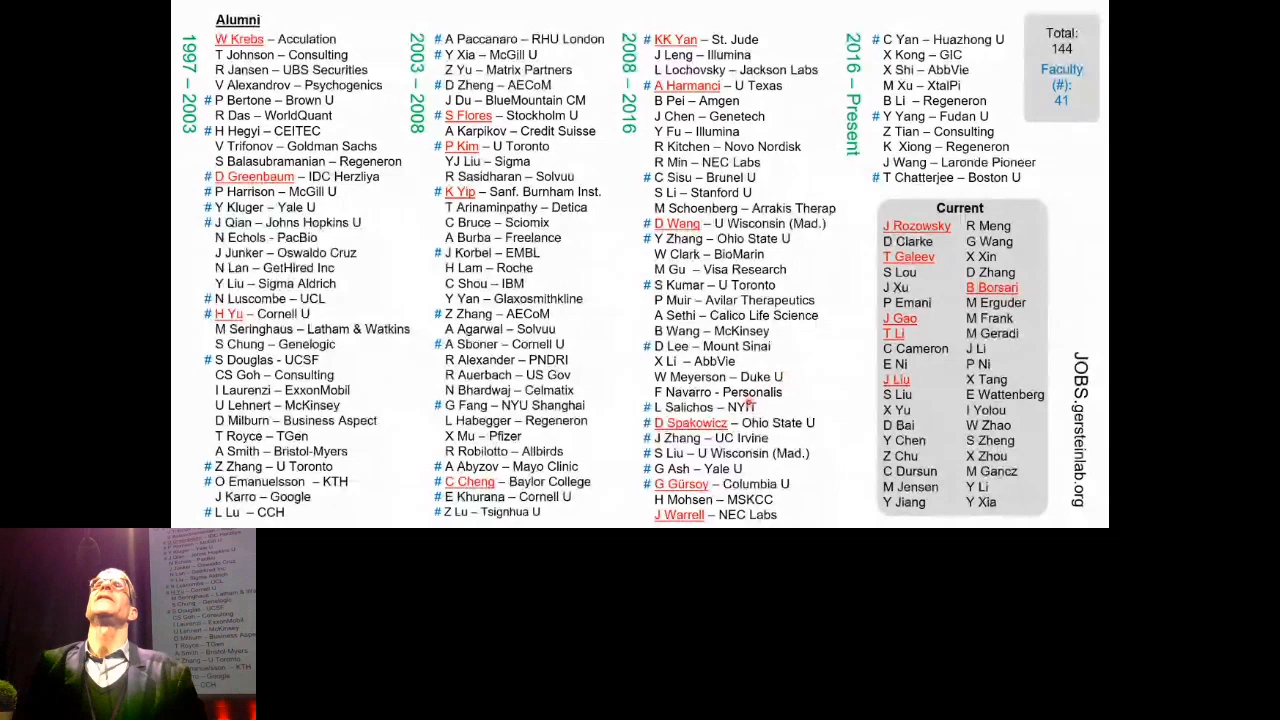 Alumni
1997 – 2003
W Krebs – Acculation
T Johnson – Consulting
R Jansen – UBS Securities
V Alexandrov – Psychogenics
# P Bertone – Brown U
R Das – WorldQuant
# H Hegyi – CEITEC
V Trifonov – Goldman Sachs
S Balasubramanian – Regeneron
# D Greenbaum – IDC Herzliya
# P Harrison – McGill U
# Y Kluger – Yale U
# J Qian – Johns Hopkins U
N Echols - PacBio
J Junker – Oswaldo Cruz
N Lan – GetHired Inc
Y Liu – Sigma Aldrich
# N Luscombe – UCL
# H Yu – Cornell U
M Seringhaus – Latham & Watkins
S Chung – Genelogic
# S Douglas - UCSF
CS Goh – Consulting
I Laurenzi – ExxonMobil
U Lehnert – McKinsey
D Milburn – Business Aspect
T Royce – TGen
A Smith – Bristol-Myers
# Z Zhang – U Toronto
# O Emanuelsson – KTH
J Karro – Google
# L Lu – CCH
2003 – 2008
# A Paccanaro – RHU London
# Y Xia – McGill U
Z Yu – Matrix Partners
# D Zheng – AECoM
J Du – BlueMountain CM
# S Flores – Stockholm U
A Karpikov – Credit Suisse
# P Kim – U Toronto
YJ Liu – Sigma
R Sasidharan – Solvuu
# K Yip – Sanf. Burnham Inst.
T Arinaminpathy – Detica
C Bruce – Sciomix
A Burba – Freelance
# J Korbel – EMBL
H Lam – Roche
C Shou – IBM
Y Yan – Glaxosmithkline
# Z Zhang – AECoM
A Agarwal – Solvuu
# A Sboner – Cornell U
R Alexander – PNDRI
R Auerbach – US Gov
N Bhardwaj – Celmatix
# G Fang – NYU Shanghai
L Habegger – Regeneron
X Mu – Pfizer
R Robilotto – Allbirds
# A Abyzov – Mayo Clinic
# C Cheng – Baylor College
# E Khurana – Cornell U
# Z Lu – Tsignhua U
2008 – 2016
# KK Yan – St. Jude
J Leng – Illumina
L Lochovsky – Jackson Labs
# A Harmanci – U Texas
B Pei – Amgen
J Chen – Genetech
Y Fu – Illumina
R Kitchen – Novo Nordisk
R Min – NEC Labs
# C Sisu – Brunel U
S Li – Stanford U
M Schoenberg – Arrakis Therap
# D Wang – U Wisconsin (Mad.)
# Y Zhang – Ohio State U
W Clark – BioMarin
M Gu – Visa Research
# S Kumar – U Toronto
P Muir – Avilar Therapeutics
A Sethi – Calico Life Science
B Wang – McKinsey
# D Lee – Mount Sinai
X Li – AbbVie
W Meyerson – Duke U
F Navarro - Personalis
# L Salichos – NYIT
# D Spakowicz – Ohio State U
# J Zhang – UC Irvine
# S Liu – U Wisconsin (Mad.)
# G Ash – Yale U
# G Gürsoy – Columbia U
H Mohsen – MSKCC
J Warrell – NEC Labs
2016 – Present
# C Yan – Huazhong U
X Kong – GIC
X Shi – AbbVie
M Xu – XtalPi
B Li – Regeneron
# Y Yang – Fudan U
Z Tian – Consulting
K Xiong – Regeneron
J Wang – Laronde Pioneer
# T Chatterjee – Boston U
Total:
144
Faculty
(#):
41
Current
J Rozowsky R Meng
D Clarke G Wang
T Galeev X Xin
S Lou D Zhang
J Xu B Borsari
P Emani M Erguder
J Gao M Frank
T Li M Geradi
C Cameron J Li
E Ni P Ni
J Liu X Tang
S Liu E Wattenberg
X Yu I Yolou
D Bai W Zhao
Y Chen S Zheng
Z Chu X Zhou
C Dursun M Gancz
M Jensen Y Li
Y Jiang Y Xia
JOBS.gersteinlab.org